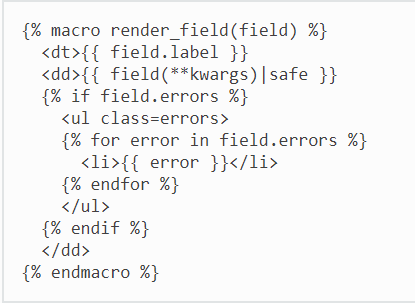 {% macro render_field(field) %}
  <dt>{{ field.label }}
  <dd>{{ field(**kwargs)|safe }}
  {% if field.errors %}
    <ul class=errors>
    {% for error in field.errors %}
      <li>{{ error }}</li>
    {% endfor %}
    </ul>
  {% endif %}
  </dd>
{% endmacro %}